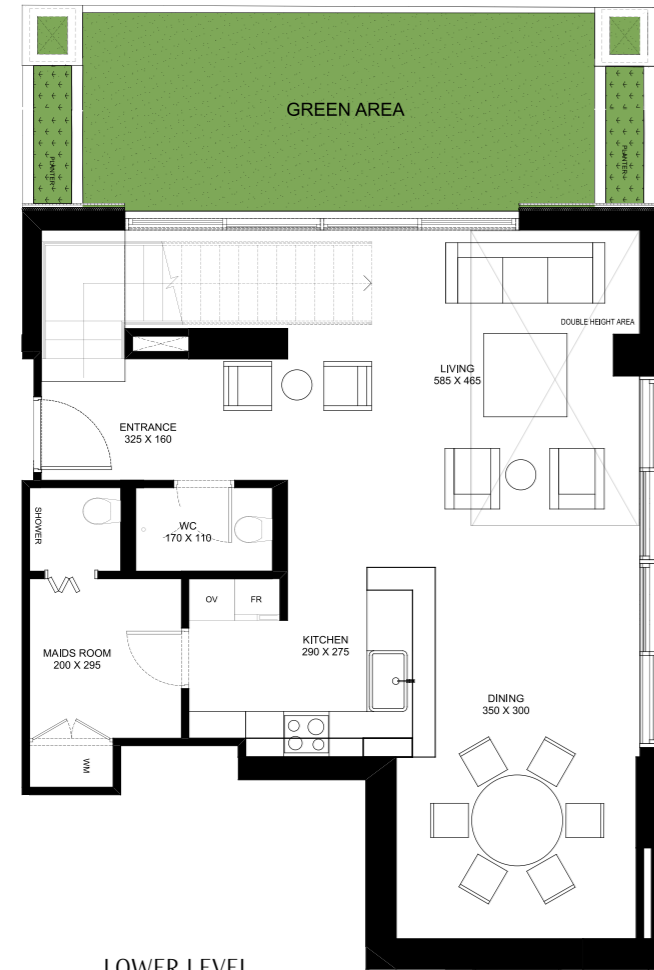 GREEN AREA
PLANTER
PLANTER
DOUBLE HEIGHT AREA
LIVING
585 X 465
ENTRANCE
325 X 160
SHOWER
WC
170 X 110
OV
FR
KITCHEN
290 X 275
MAIDS ROOM
200 X 295
DINING
350 X 300
WM
LOWER LEVEL